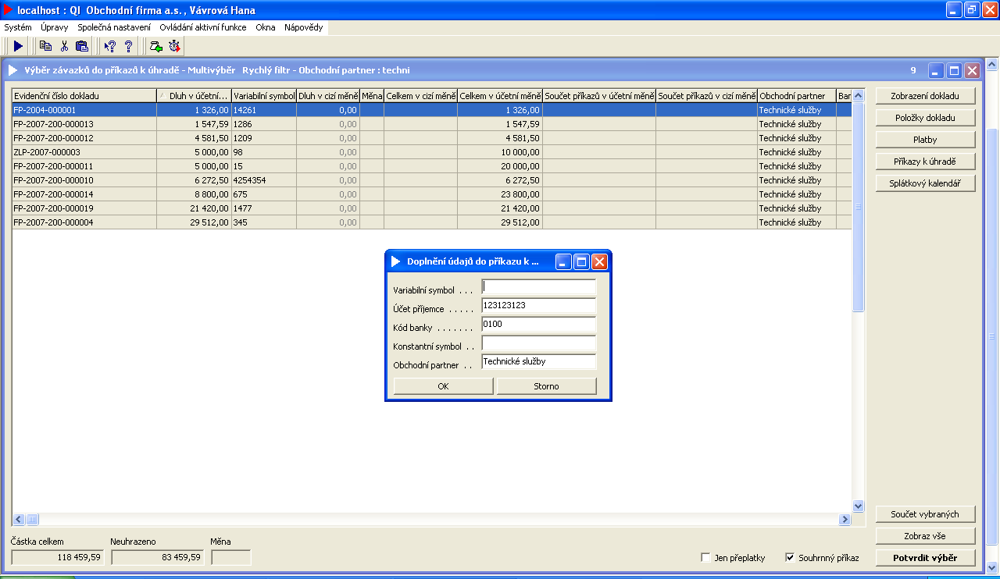 localhost : QI Obchodní firma a.s. , Vávrová Hana
Systém Úpravy Společná nastavení Ovládání aktivní funkce Okna Nápovědy
Výběr závazků do příkazů k úhradě - Multivýběr Rychlý filtr - Obchodní partner : techni 9
Evidenční číslo dokladu Dluh v účetní... Variabilní symbol Dluh v cizí měně Měna Celkem v cizí měně Celkem v účetní měně Součet příkazů v účetní měně Součet příkazů v cizí měně Obchodní partner Ban
FP-2004-000001 1 326,00 14261 0,00 1 326,00 Technické služby
FP-2007-200-000013 1 547,59 1286 0,00 1 547,59 Technické služby
FP-2007-200-000012 4 581,50 1209 0,00 4 581,50 Technické služby
ZLP-2007-000003 5 000,00 98 0,00 10 000,00 Technické služby
FP-2007-200-000011 5 000,00 15 0,00 20 000,00 Technické služby
FP-2007-200-000010 6 272,50 4254354 0,00 6 272,50 Technické služby
FP-2007-200-000014 8 800,00 675 0,00 23 800,00 Technické služby
FP-2007-200-000019 21 420,00 1477 0,00 21 420,00 Technické služby
FP-2007-200-000004 29 512,00 345 0,00 29 512,00 Technické služby
Zobrazení dokladu
Položky dokladu
Platby
Příkazy k úhradě
Splátkový kalendář
Doplnění údajů do příkazu k ...
Variabilní symbol . . .
Účet příjemce . . . . . 123123123
Kód banky . . . . . . . 0100
Konstantní symbol . .
Obchodní partner . . Technické služby
OK Storno
Součet vybraných
Zobraz vše
Potvrdit výběr
Částka celkem Neuhrazeno Měna
118 459,59 83 459,59
Jen přeplatky Souhrnný příkaz